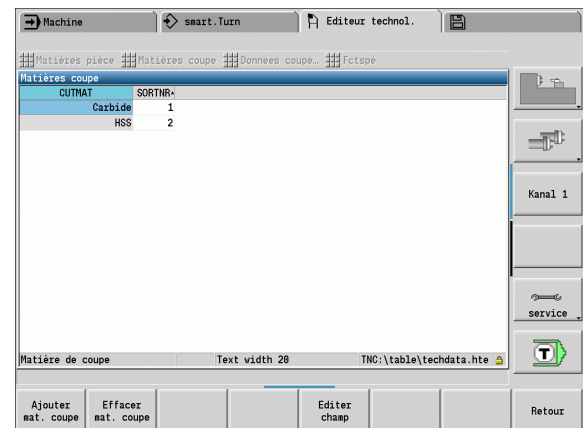 Machine
smart.Turn
Editeur technol.
Matières pièce Matières coupe Données coupe… Fctspé
Matières coupe
CUTMAT SORTNR
Carbide 1
HSS 2
Kanal 1
service
T
Matière de coupe Text width 20 TNC:\table\techdata.hte
Ajouter mat. coupe
Effacer mat. coupe
Editer champ
Retour